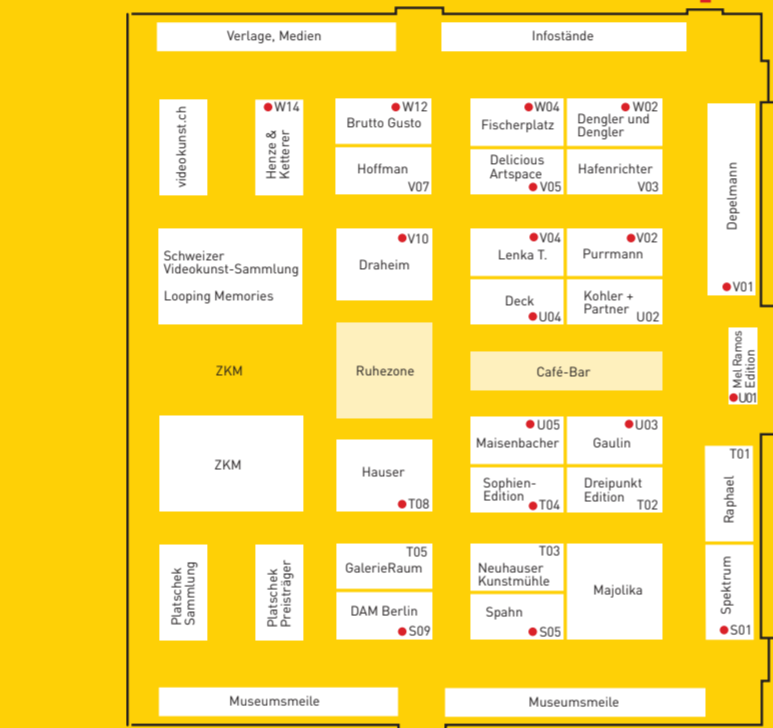 Verlage, Medien
Infostände
videokunst.ch
W14
Henze &
Ketterer
W12
Brutto Gusto
Hoffman
V07
W04
Fischerplatz
W02
Dengler und
Dengler
Delicious
Artspace
V05
Hafenrichter
V03
Depelmann
V01
Schweizer
Videokunst-Sammlung
Looping Memories
V10
Draheim
V04
Lenka T.
V02
Purrmann
Deck
U04
Kohler +
Partner U02
ZKM
Ruhezone
Café-Bar
Mel Ramos
Edition
U01
ZKM
Hauser
T08
U05
Maisenbacher
U03
Gaulin
Sophien-
Edition T04
Dreipunkt
Edition T02
T01
Raphael
Platschek
Sammlung
Platschek
Preisträger
T05
GalerieRaum
DAM Berlin
S09
T03
Neuhauser
Kunstmühle
Spahn
S05
Majolika
Spektrum
S01
Museumsmeile
Museumsmeile